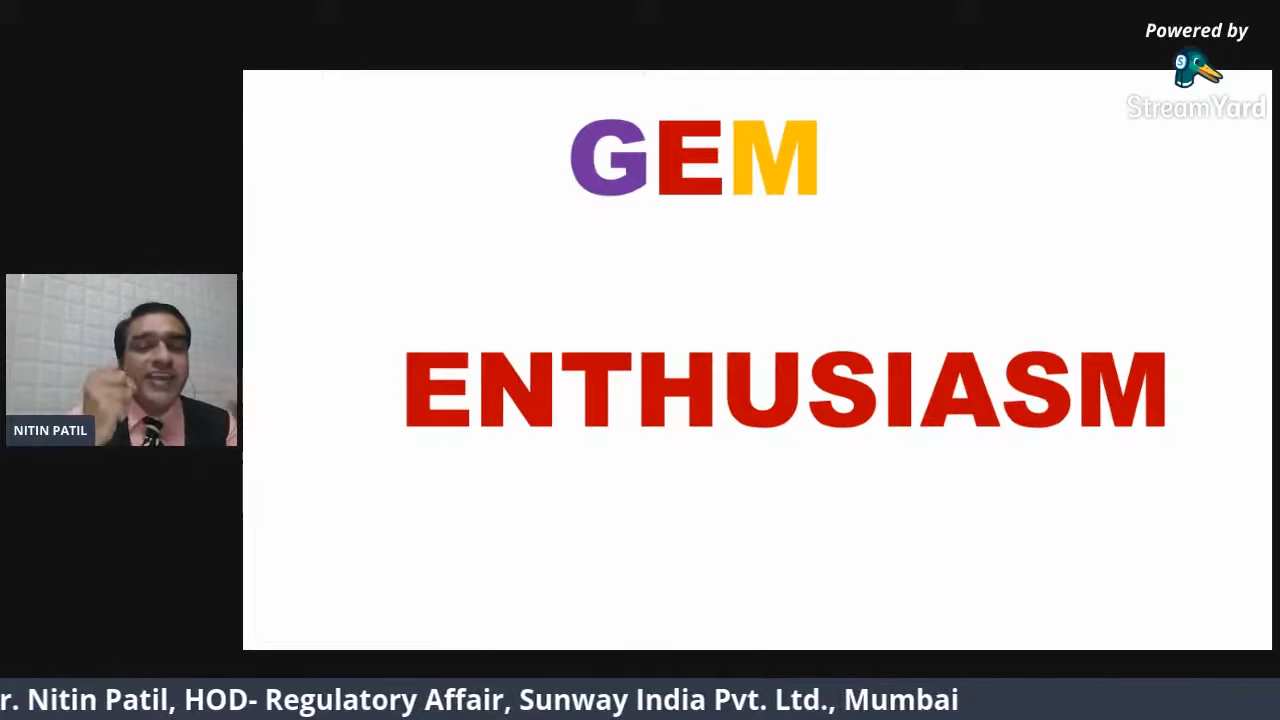 Powered by
StreamYard
GEM
ENTHUSIASM
NITIN PATIL
r. Nitin Patil, HOD- Regulatory Affair, Sunway India Pvt. Ltd., Mumbai